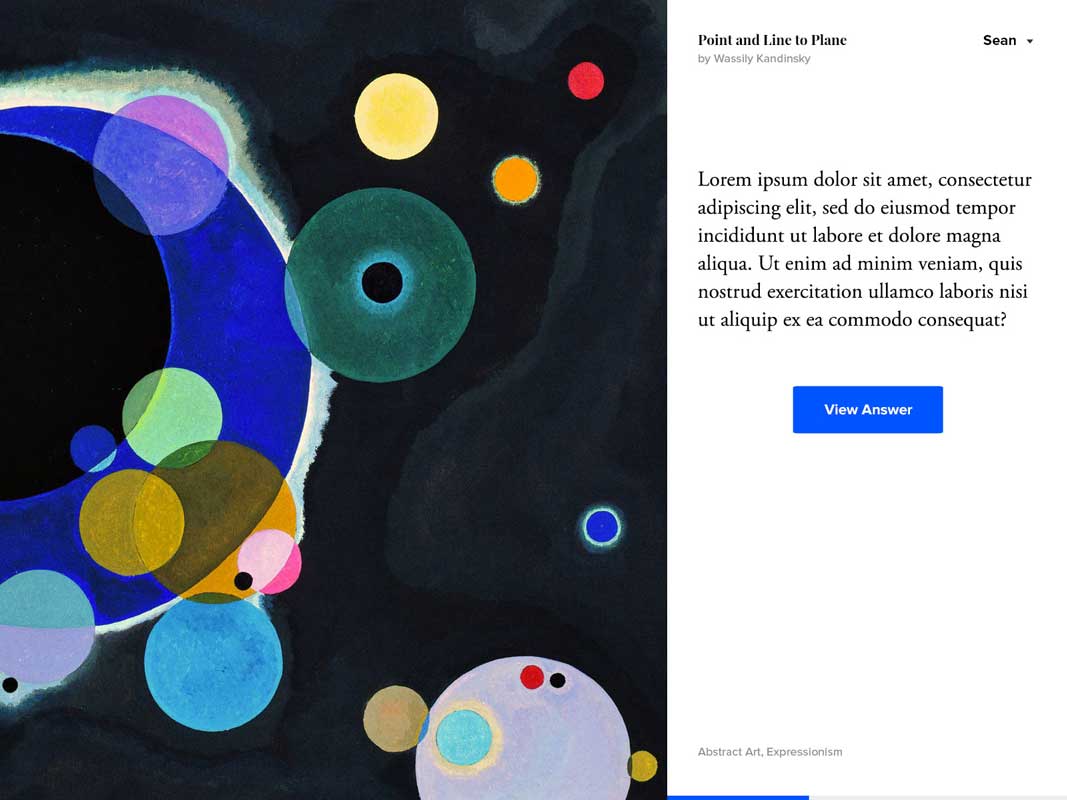 Point and Line to Plane
Sean
by Wassily Kandinsky
Lorem ipsum dolor sit amet, consectetur
adipiscing elit, sed do eiusmod tempor
incididunt ut labore et dolore magna
aliqua. Ut enim ad minim veniam, quis
nostrud exercitation ullamco laboris nisi
ut aliquip ex ea commodo consequat?
View Answer
Abstract Art, Expressionism